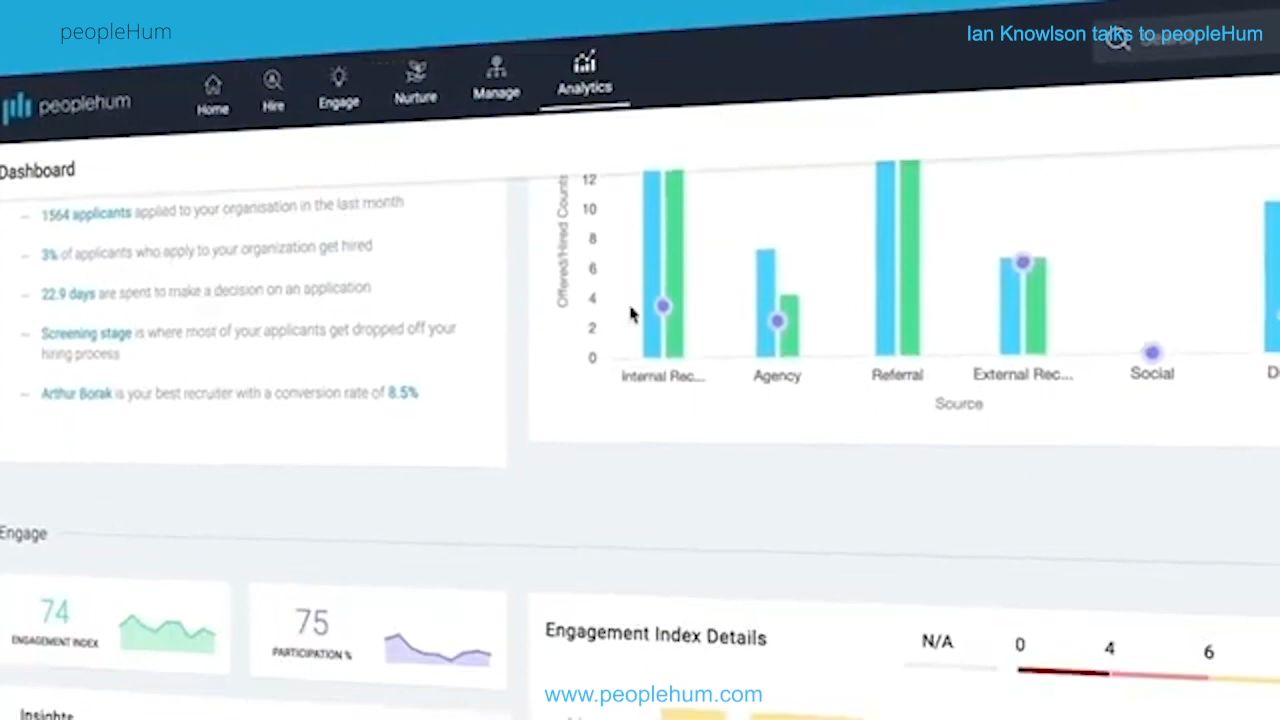 peopleHum
Ian Knowlson talks to peopleHum
peoplehum
Home
Hire
Engage
Nurture
Manage
Analytics
Dashboard
1564 applicants applied to your organisation in the last month
3% of applicants who apply to your organization get hired
22.9 days are spent to make a decision on an application
Screening stage is where most of your applicants get dropped off your
hiring process
Arthur Borak is your best recruiter with a conversion rate of 8.5%
Offered/Hired Counts
12
10
8
6
4
2
0
Internal Rec...
Agency
Referral
External Rec...
Social
D
Source
Engage
74
ENGAGEMENT INDEX
75
PARTICIPATION %
Engagement Index Details
N/A
0
4
6
Insights
www.peoplehum.com